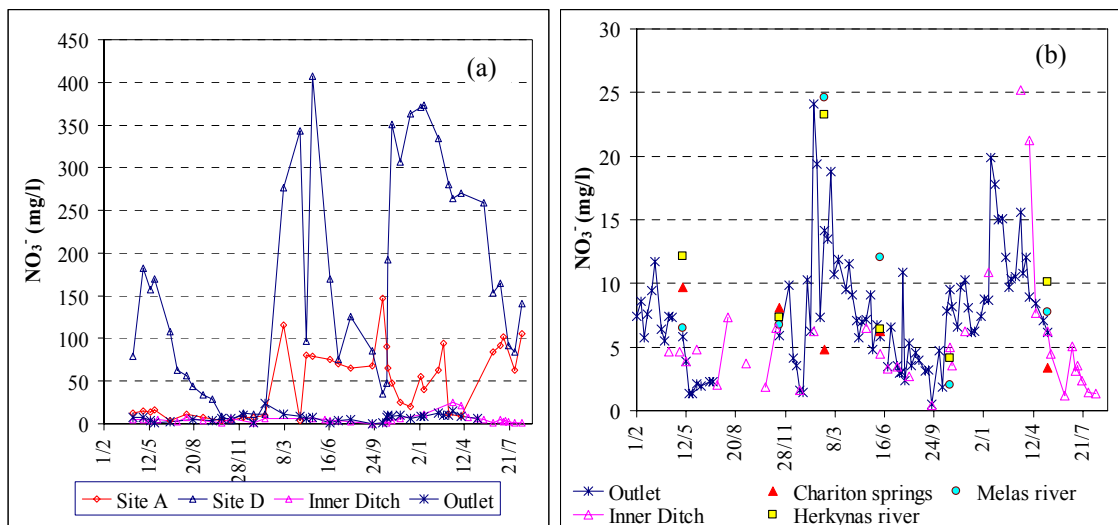 (a)
NO₃⁻ (mg/l)
450
400
350
300
250
200
150
100
50
0
1/2 12/5 20/8 28/11 8/3 16/6 24/9 2/1 12/4 21/7
Site A Site D Inner Ditch Outlet
(b)
NO₃⁻ (mg/l)
30
25
20
15
10
5
0
1/2 12/5 20/8 28/11 8/3 16/6 24/9 2/1 12/4 21/7
Outlet Chariton springs Melas river
Inner Ditch Herkynas river